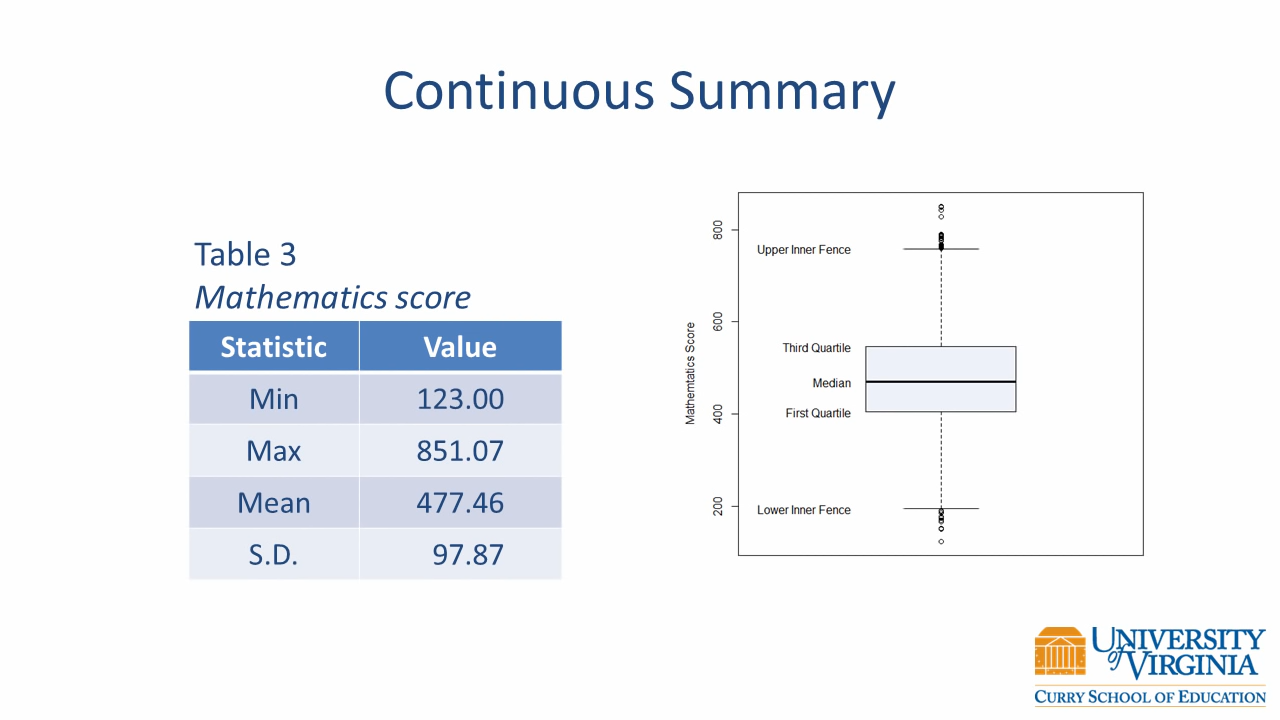 Continuous Summary
Table 3
Mathematics score
Statistic Value
Min 123.00
Max 851.07
Mean 477.46
S.D. 97.87
Mathemtatics Score
800
600
400
200
Upper Inner Fence
Third Quartile
Median
First Quartile
Lower Inner Fence
UNIVERSITY
of VIRGINIA
CURRY SCHOOL OF EDUCATION